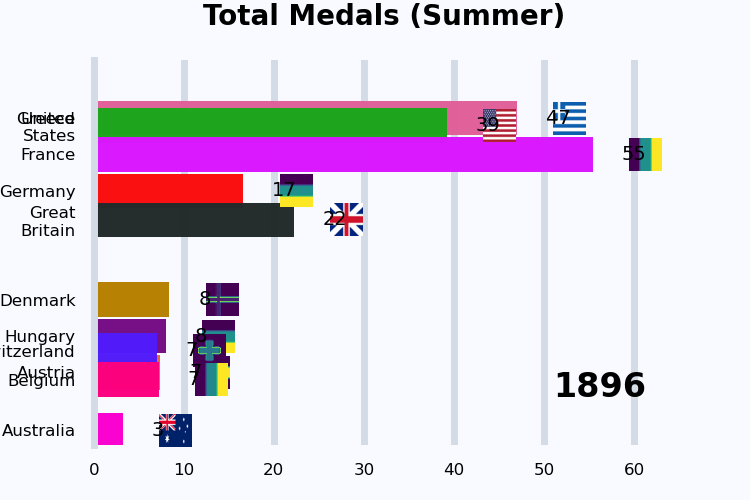 Total Medals (Summer)
Greece
47
United
States
39
France
55
Germany
17
Great
Britain
22
Denmark
8
Hungary
8
itzerland
7
Austria
7
Belgium
7
1896
Australia
3
0 10 20 30 40 50 60